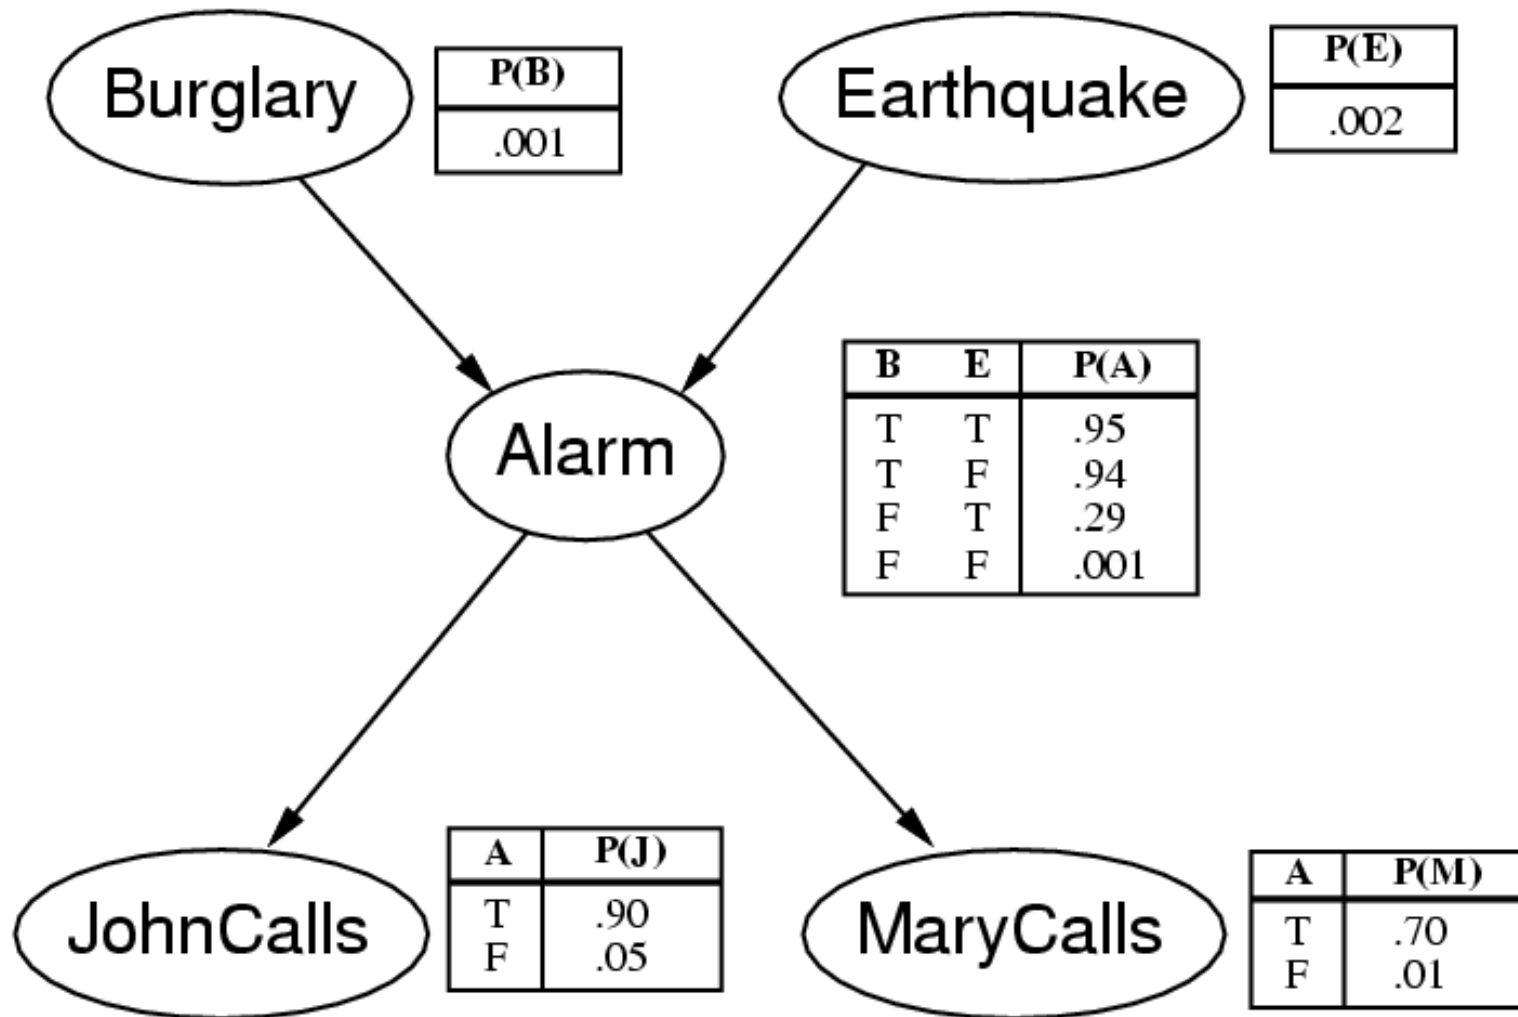 Burglary
P(B)
.001
Earthquake
P(E)
.002
Alarm
B E P(A)
T T .95
T F .94
F T .29
F F .001
JohnCalls
A P(J)
T .90
F .05
MaryCalls
A P(M)
T .70
F .01